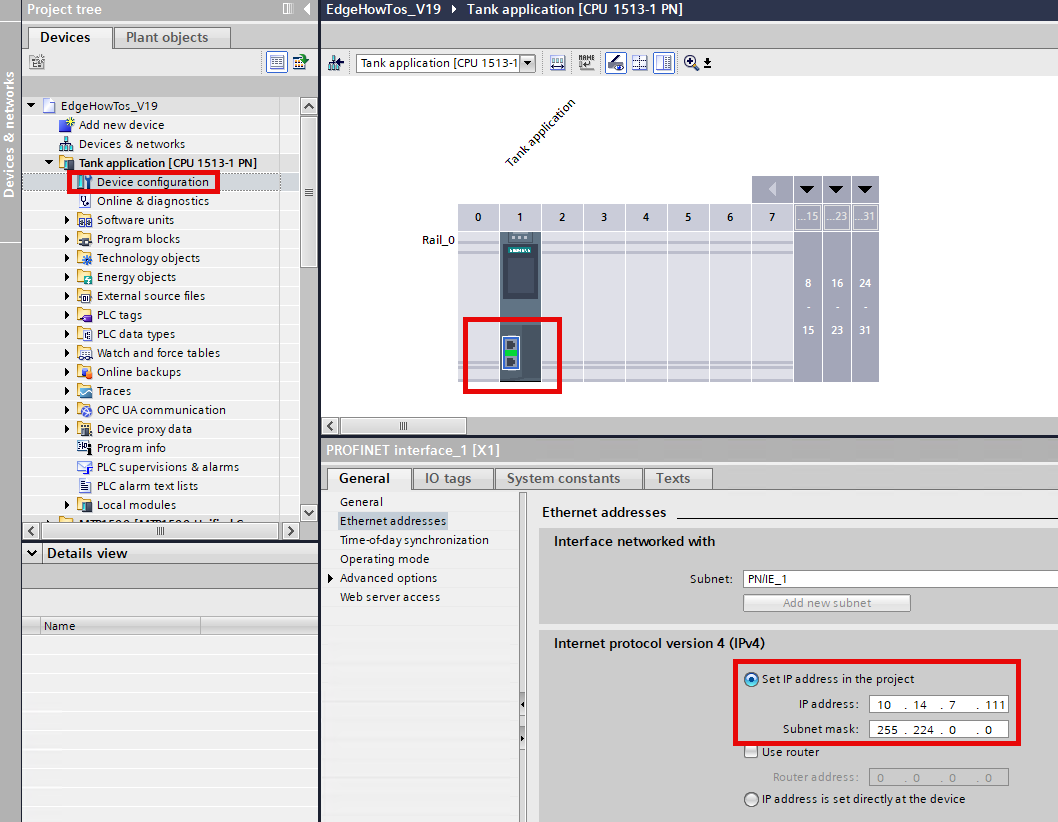 Project tree
EdgeHowTos_V19 Tank application [CPU 1513-1 PN]
Devices Plant objects
Devices & networks
EdgeHowTos_V19
Add new device
Devices & networks
Tank application [CPU 1513-1 PN]
Device configuration
Online & diagnostics
Software units
Program blocks
Technology objects
Energy objects
External source files
PLC tags
PLC data types
Watch and force tables
Online backups
Traces
OPC UA communication
Device proxy data
Program info
PLC supervisions & alarms
PLC alarm text lists
Local modules
Details view
Name
Tank application [CPU 1513-1
NAME
Tank application
0 1 2 3 4 5 6 7 ...15 ...23 ...31
Rail_0
SIEMENS
8 - 15
16 - 23
24 - 31
PROFINET interface_1 [X1]
General IO tags System constants Texts
General
Ethernet addresses
Time-of-day synchronization
Operating mode
Advanced options
Web server access
Ethernet addresses
Interface networked with
Subnet: PN/IE_1
Add new subnet
Internet protocol version 4 (IPv4)
Set IP address in the project
IP address: 10 . 14 . 7 . 111
Subnet mask: 255 . 224 . 0 . 0
Use router
Router address: 0 . 0 . 0 . 0
IP address is set directly at the device